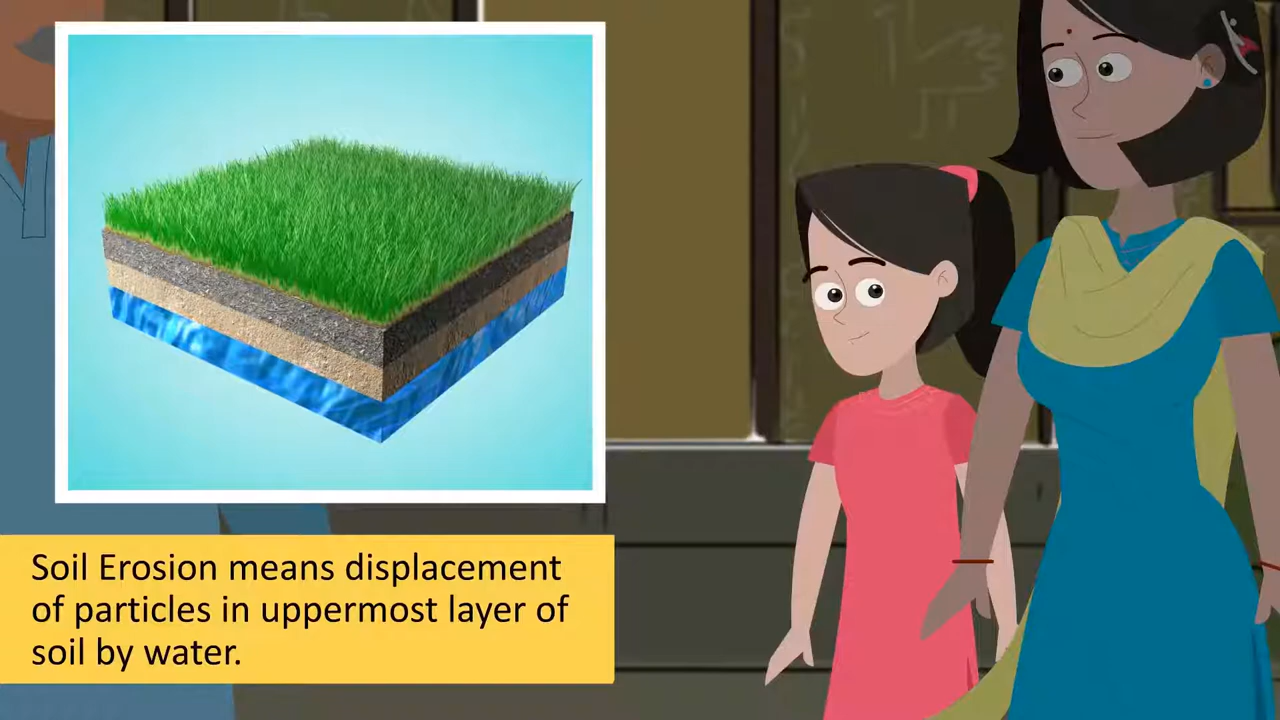 Soil Erosion means displacement
of particles in uppermost layer of
soil by water.